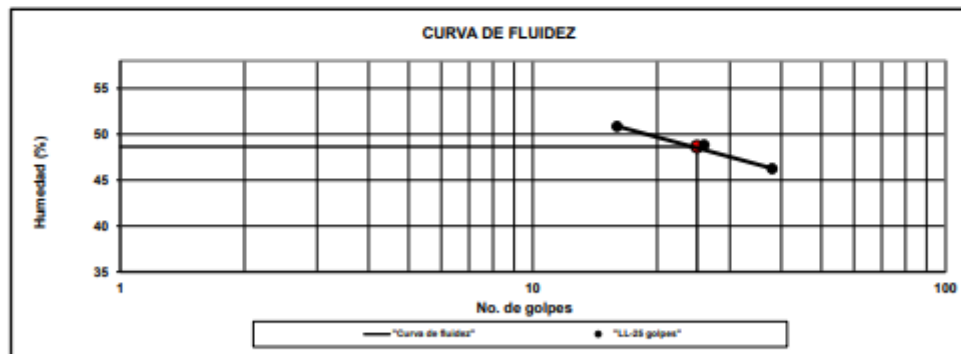 CURVA DE FLUIDEZ
Humedad (%)
55
50
45
40
35
1 10 100
No. de golpes
"Curva de fluidez" "LL-25 golpes"